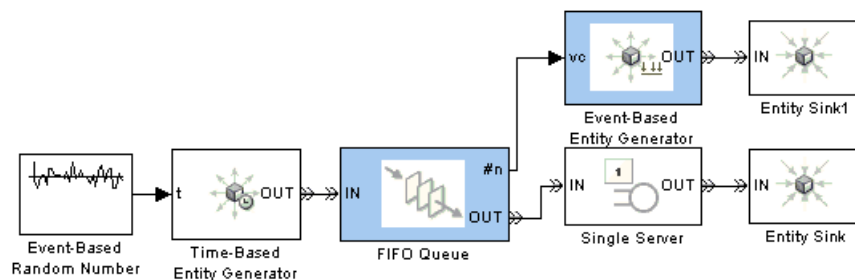 vc
OUT
Event-Based
Entity Generator
IN
Entity Sink1
Event-Based
Random Number
t
OUT
Time-Based
Entity Generator
IN
#n
OUT
FIFO Queue
IN
1
OUT
Single Server
IN
Entity Sink